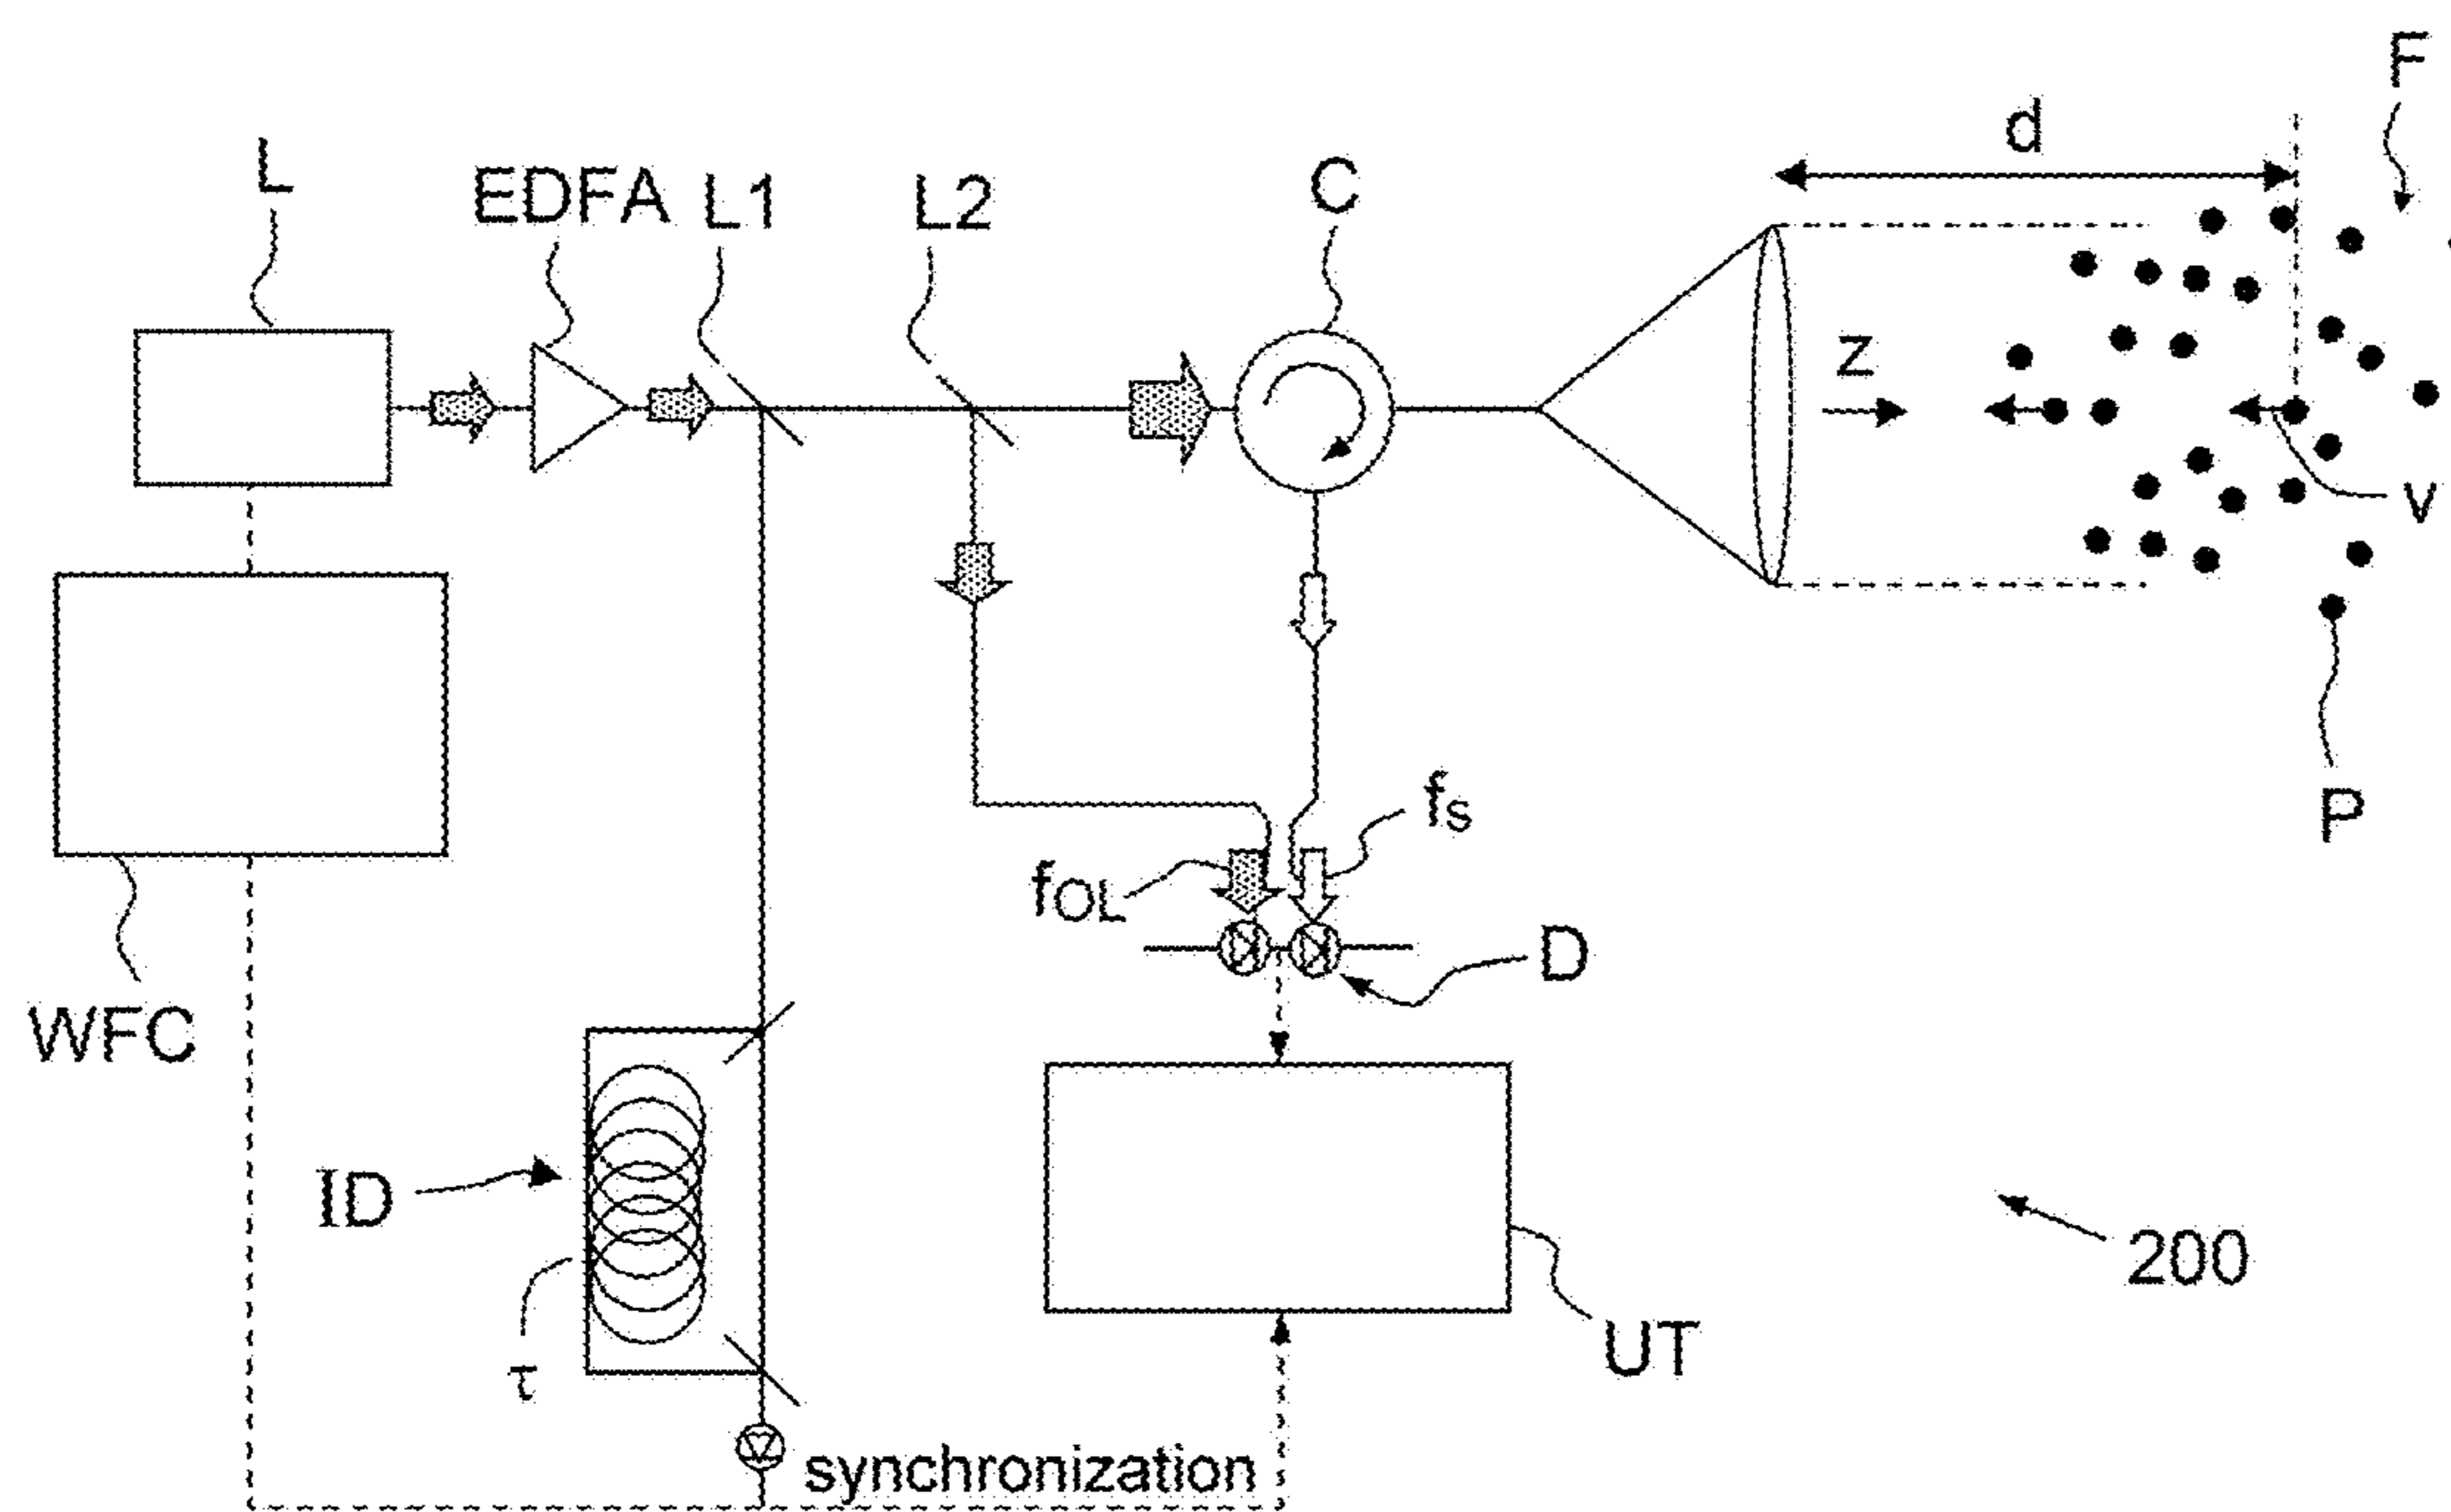 F
d
L
EDFA
L1
L2
C
Z
v
fS
P
fOL
D
WFC
ID
200
UT
τ
synchronization